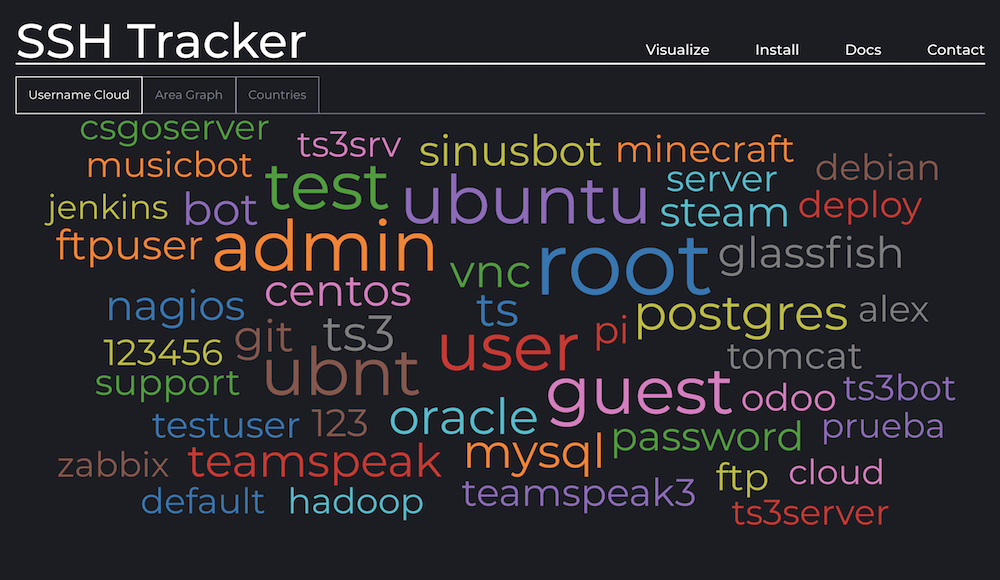 SSH Tracker
Visualize Install Docs Contact
Username Cloud Area Graph Countries
csgoserver
ts3srv
sinusbot
minecraft
musicbot
test
ubuntu
server
debian
jenkins
bot
steam
deploy
ftpuser
admin
vnc
root
glassfish
nagios
centos
ts
postgres
alex
123456
git
ts3
user
pi
tomcat
support
ubnt
guest
odoo
ts3bot
testuser
123
oracle
mysql
password
prueba
zabbix
teamspeak
ftp
cloud
default
hadoop
teamspeak3
ts3server